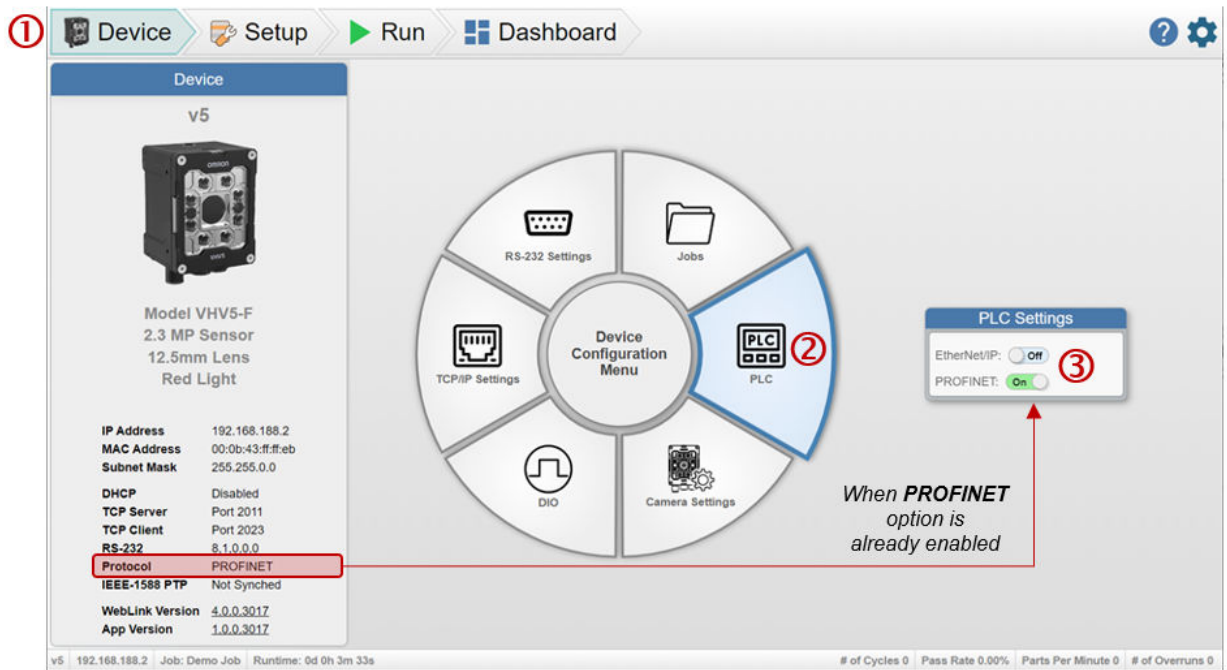 ① Device Setup Run Dashboard ?
Device
v5
OMRON
Model VHV5-F
2.3 MP Sensor
12.5mm Lens
Red Light
IP Address 192.168.188.2
MAC Address 00:0b:43:ff:ff:eb
Subnet Mask 255.255.0.0
DHCP Disabled
TCP Server Port 2011
TCP Client Port 2023
RS-232 8,1,0,0,0
Protocol PROFINET
IEEE-1588 PTP Not Synched
WebLink Version 4.0.0.3017
App Version 1.0.0.3017
RS-232 Settings
Jobs
TCP/IP Settings
Device
Configuration
Menu
PLC ②
PLC
DIO
Camera Settings
PLC Settings
EtherNet/IP: Off
PROFINET: On
③
When PROFINET
option is
already enabled
v5 192.168.188.2 Job: Demo Job Runtime: 0d 0h 3m 33s # of Cycles 0 Pass Rate 0.00% Parts Per Minute 0 # of Overruns 0